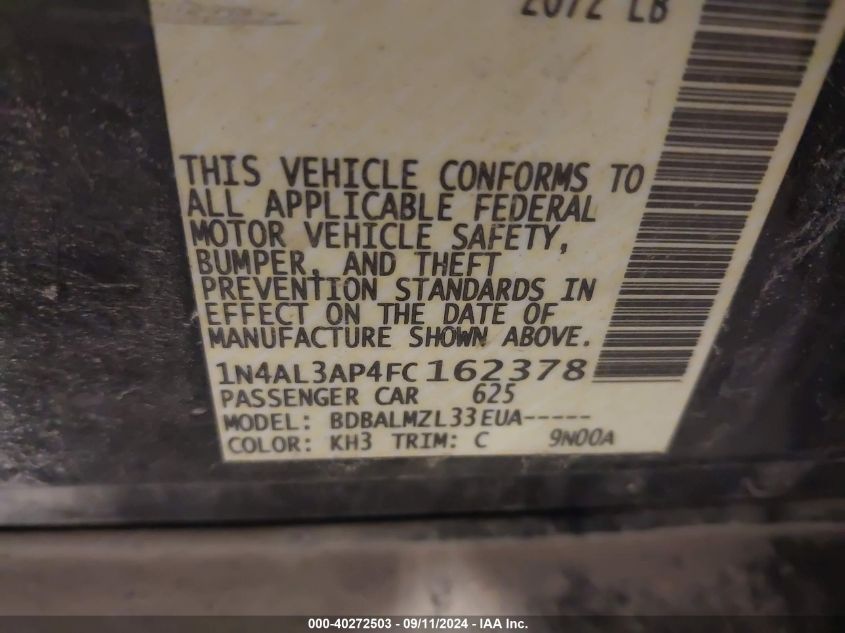 2072 LB
THIS VEHICLE CONFORMS TO
ALL APPLICABLE FEDERAL
MOTOR VEHICLE SAFETY,
BUMPER, AND THEFT
PREVENTION STANDARDS IN
EFFECT ON THE DATE OF
MANUFACTURE SHOWN ABOVE.
1N4AL3AP4FC162378
PASSENGER CAR 625
MODEL: BDBALMZL33EUA-----
COLOR: KH3 TRIM: C 9N00A
000-40272503 - 09/11/2024 - IAA Inc.